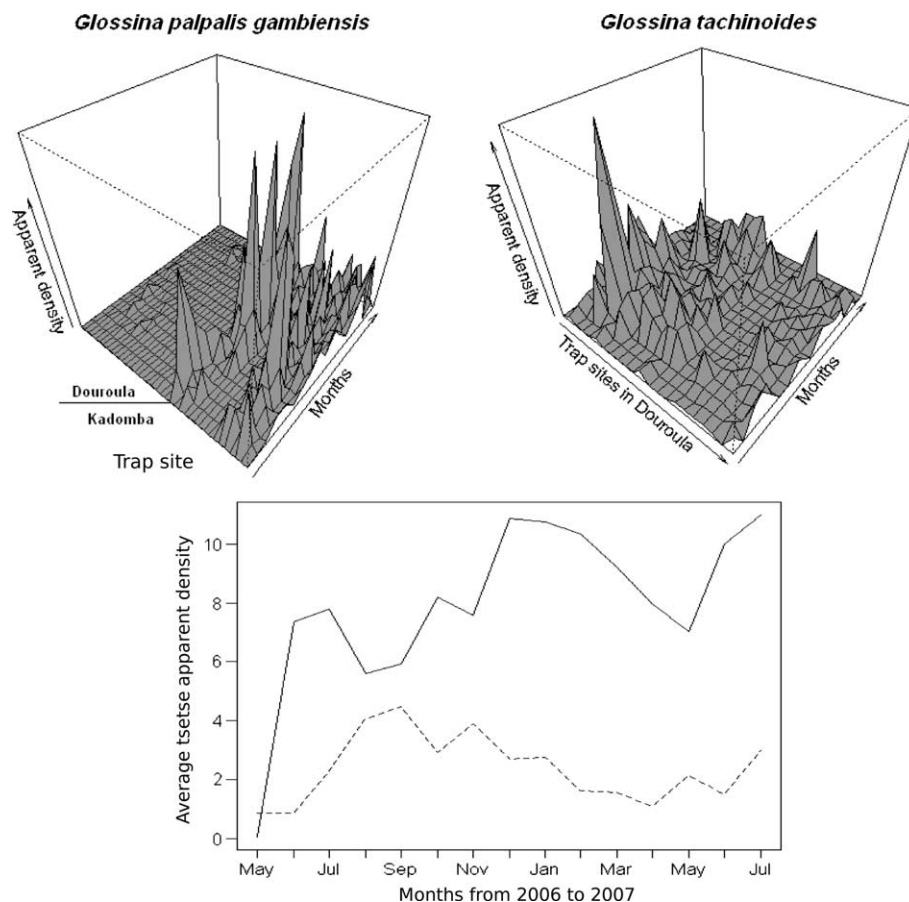 Glossina palpalis gambiensis
Glossina tachinoides
Apparent density
Douroula
Kadomba
Trap site
Months
Apparent density
Trap sites in Douroula
Months
Average tsetse apparent density
10
8
6
4
2
0
May Jul Sep Nov Jan Mar May Jul
Months from 2006 to 2007